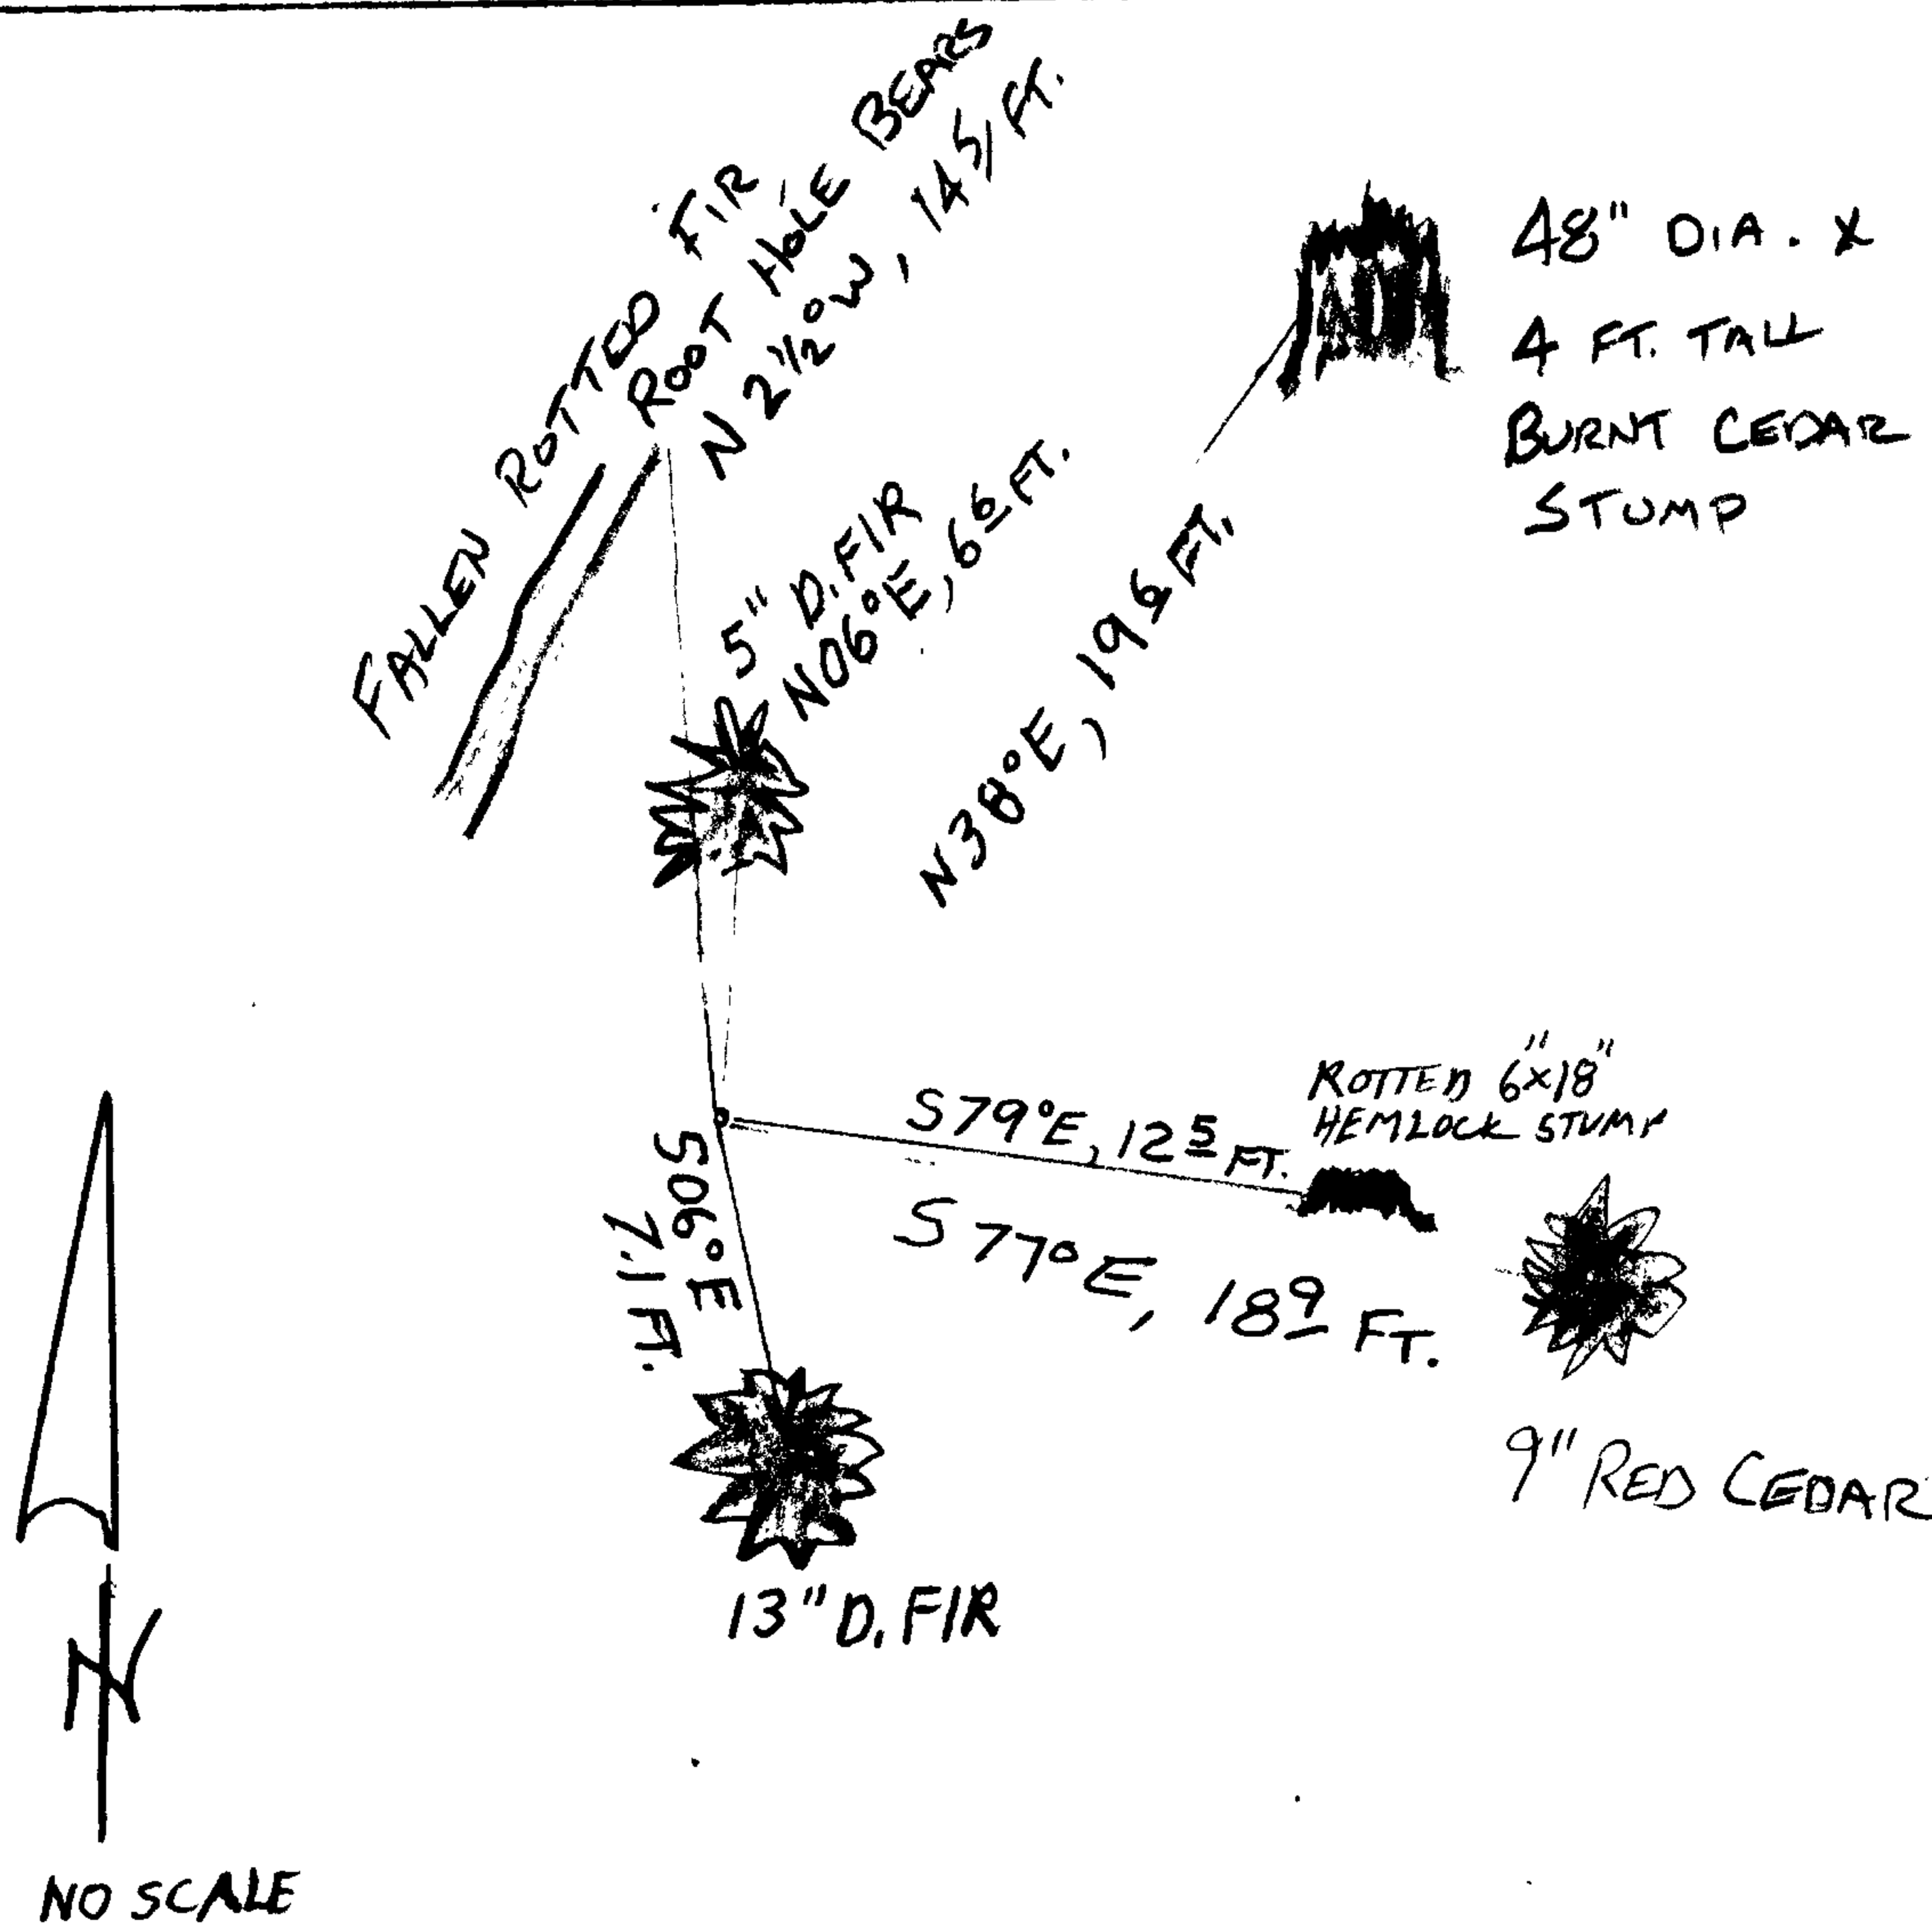 FALLEN ROTTED FIR
ROOT HOLE BEARS
N 2 1/2° W, 14 5 FT.
5" D. FIR
N06°E, 6 6 FT.
N38°E, 19 6 FT.
48" DIA. X
4 FT. TALL
BURNT CEDAR
STUMP
ROTTED 6"x18"
HEMLOCK STUMP
S79°E, 12 5 FT.
S77°E, 18 9 FT.
S06°E
7.1 FT.
9" RED CEDAR
13" D. FIR
N
NO SCALE